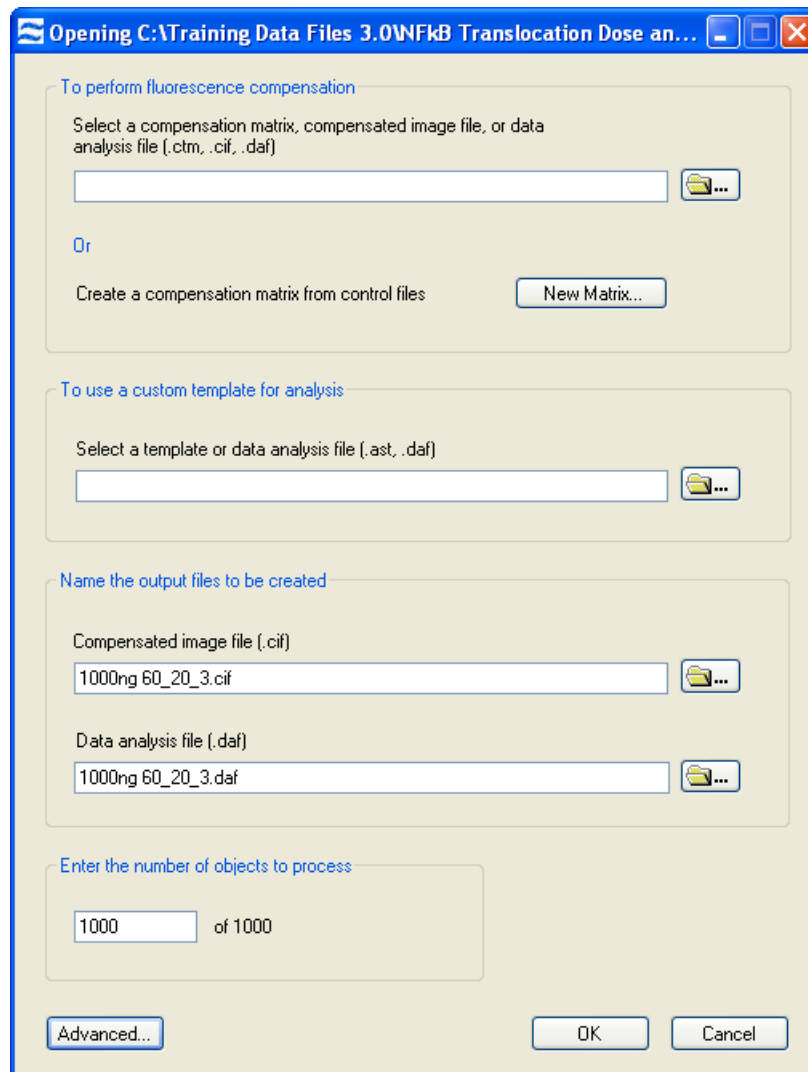 Opening C:\Training Data Files 3.0\NFkB Translocation Dose an...
To perform fluorescence compensation
Select a compensation matrix, compensated image file, or data
analysis file (.ctm, .cif, .daf)
...
Or
Create a compensation matrix from control files New Matrix...
To use a custom template for analysis
Select a template or data analysis file (.ast, .daf)
...
Name the output files to be created
Compensated image file (.cif)
1000ng 60_20_3.cif ...
Data analysis file (.daf)
1000ng 60_20_3.daf ...
Enter the number of objects to process
1000 of 1000
Advanced... OK Cancel